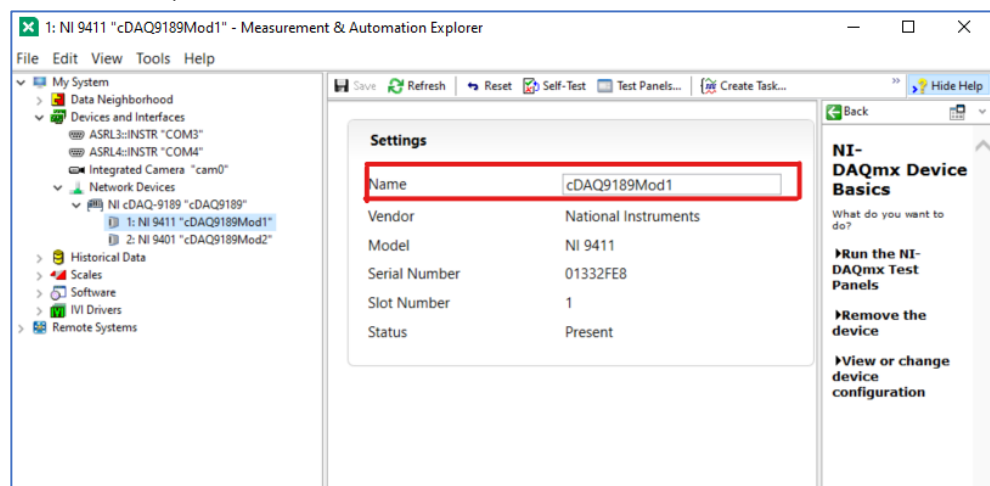 1: NI 9411 "cDAQ9189Mod1" - Measurement & Automation Explorer
File Edit View Tools Help
My System
Data Neighborhood
Devices and Interfaces
ASRL3::INSTR "COM3"
ASRL4::INSTR "COM4"
Integrated Camera "cam0"
Network Devices
NI cDAQ-9189 "cDAQ9189"
1: NI 9411 "cDAQ9189Mod1"
2: NI 9401 "cDAQ9189Mod2"
Historical Data
Scales
Software
IVI Drivers
Remote Systems
Save Refresh Reset Self-Test Test Panels... Create Task... » Hide Help
Settings
Name cDAQ9189Mod1
Vendor National Instruments
Model NI 9411
Serial Number 01332FE8
Slot Number 1
Status Present
Back
NI-
DAQmx Device
Basics
What do you want to
do?
Run the NI-
DAQmx Test
Panels
Remove the
device
View or change
device
configuration